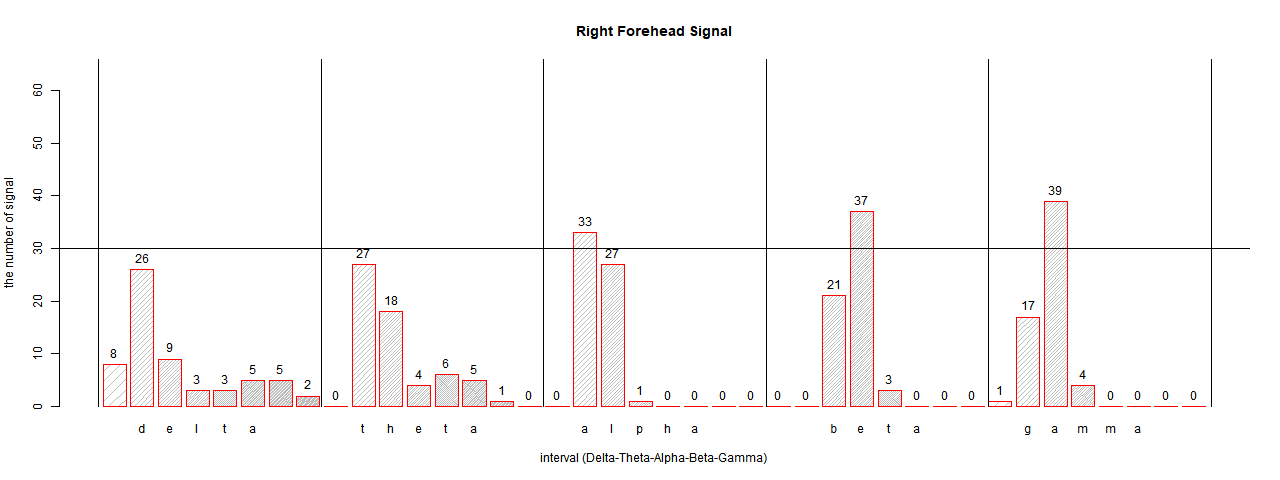 Right Forehead Signal
the number of signal
60
50
40
30
20
10
0
8 26 9 3 3 5 5 2 0 27 18 4 6 5 1 0 0 33 27 1 0 0 0 0 0 0 21 37 3 0 0 0 1 17 39 4 0 0 0 0
d e l t a t h e t a a l p h a b e t a g a m m a
interval (Delta-Theta-Alpha-Beta-Gamma)